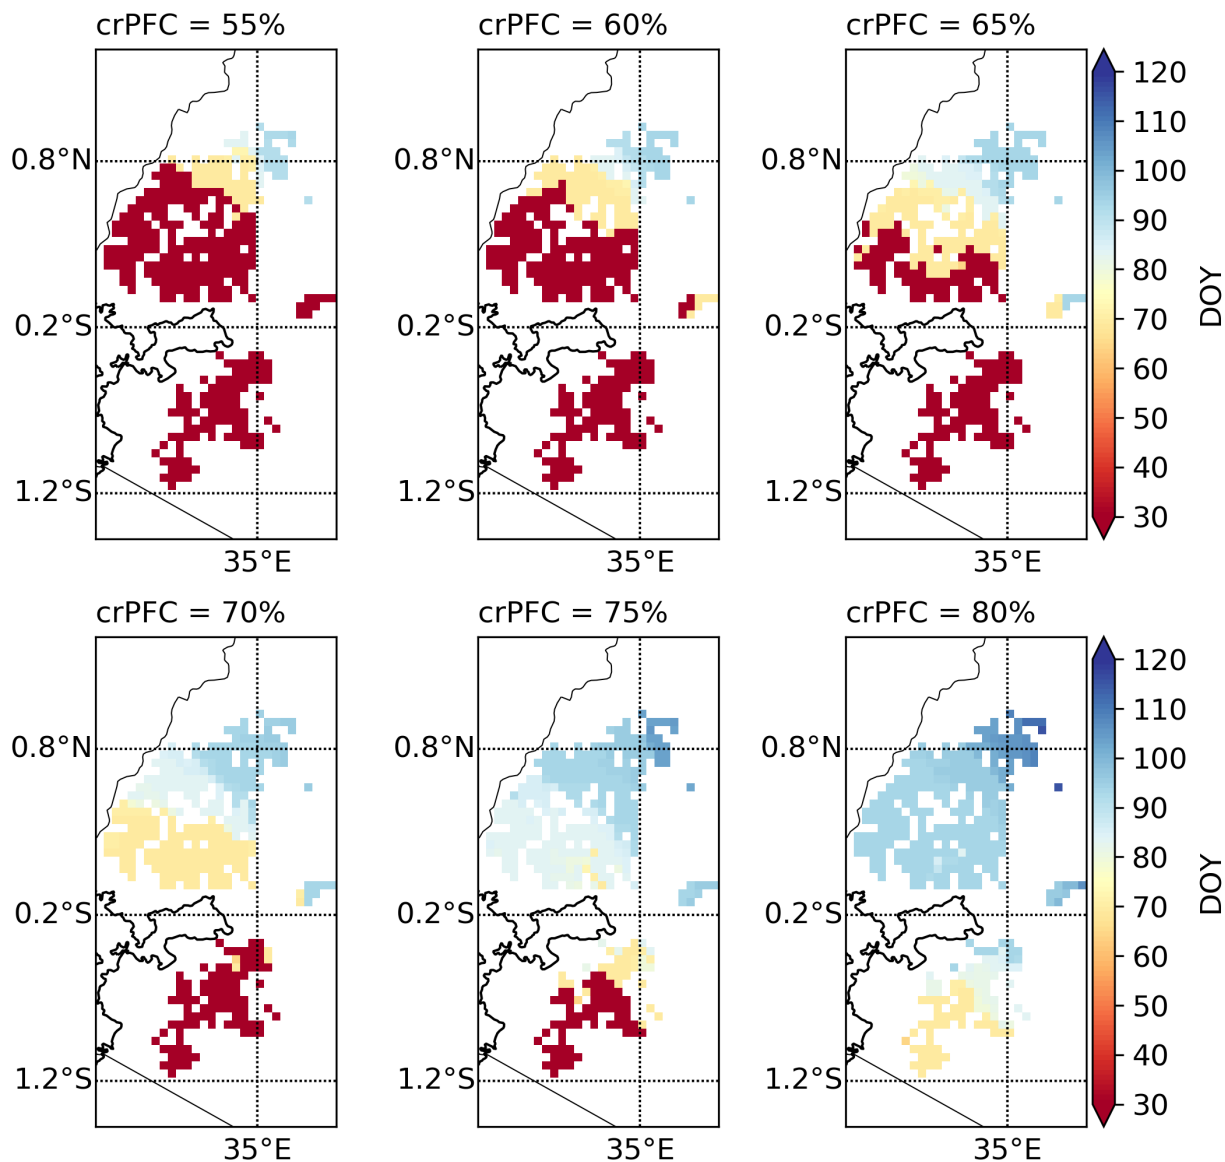 crPFC = 55%
crPFC = 60%
crPFC = 65%
0.8°N
0.2°S
1.2°S
35°E
0.8°N
0.2°S
1.2°S
35°E
0.8°N
0.2°S
1.2°S
35°E
120
110
100
90
80
70
60
50
40
30
DOY
crPFC = 70%
crPFC = 75%
crPFC = 80%
0.8°N
0.2°S
1.2°S
35°E
0.8°N
0.2°S
1.2°S
35°E
0.8°N
0.2°S
1.2°S
35°E
120
110
100
90
80
70
60
50
40
30
DOY